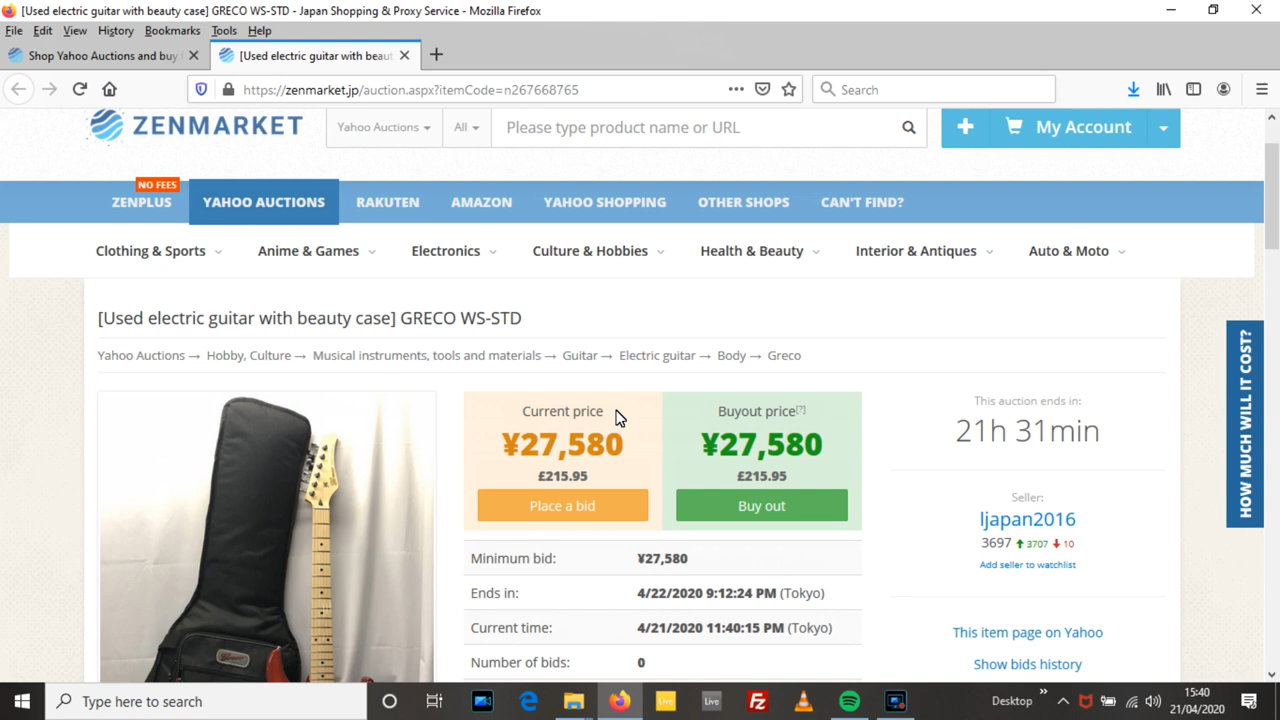 [Used electric guitar with beauty case] GRECO WS-STD - Japan Shopping & Proxy Service - Mozilla Firefox
File Edit View History Bookmarks Tools Help
Shop Yahoo Auctions and buy
[Used electric guitar with beaut
https://zenmarket.jp/auction.aspx?itemCode=n267668765
Search
ZENMARKET
Yahoo Auctions
All
Please type product name or URL
My Account
NO FEES
ZENPLUS YAHOO AUCTIONS RAKUTEN AMAZON YAHOO SHOPPING OTHER SHOPS CAN'T FIND?
Clothing & Sports Anime & Games Electronics Culture & Hobbies Health & Beauty Interior & Antiques Auto & Moto
[Used electric guitar with beauty case] GRECO WS-STD
Yahoo Auctions → Hobby, Culture → Musical instruments, tools and materials → Guitar → Electric guitar → Body → Greco
Current price
¥27,580
£215.95
Place a bid
Buyout price[?]
¥27,580
£215.95
Buy out
This auction ends in:
21h 31min
Seller:
ljapan2016
3697 3707 10
Add seller to watchlist
Minimum bid: ¥27,580
Ends in: 4/22/2020 9:12:24 PM (Tokyo)
Current time: 4/21/2020 11:40:15 PM (Tokyo)
Number of bids: 0
This item page on Yahoo
Show bids history
HOW MUCH WILL IT COST?
Type here to search
Live
Live
Fz
Desktop
15:40
21/04/2020